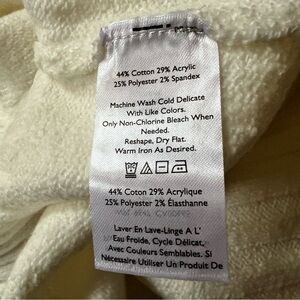 44% Cotton 29% Acrylic
25% Polyester 2% Spandex
Machine Wash Cold Delicate
With Like Colors.
Only Non-Chlorine Bleach When
Needed.
Reshape, Dry Flat.
Warm Iron As Desired.
44% Cotton 29% Acrylique
25% Polyester 2% Élasthanne
Laver En Lave-Linge A L'
Eau Froide, Cycle Délicat,
Avec Couleurs Semblables. Si
Nécessaire Utiliser Un Produit De